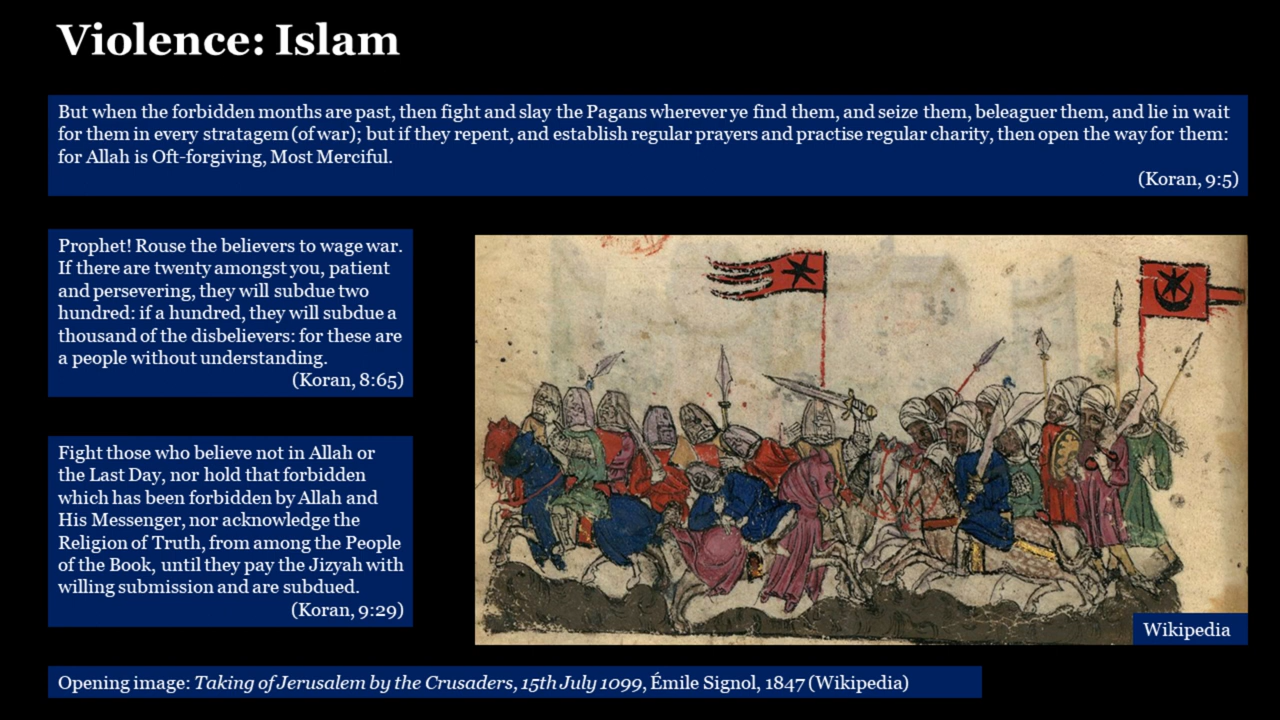 Violence: Islam
But when the forbidden months are past, then fight and slay the Pagans wherever ye find them, and seize them, beleaguer them, and lie in wait
for them in every stratagem (of war); but if they repent, and establish regular prayers and practise regular charity, then open the way for them:
for Allah is Oft-forgiving, Most Merciful.
(Koran, 9:5)
Prophet! Rouse the believers to wage war.
If there are twenty amongst you, patient
and persevering, they will subdue two
hundred: if a hundred, they will subdue a
thousand of the disbelievers: for these are
a people without understanding.
(Koran, 8:65)
Fight those who believe not in Allah or
the Last Day, nor hold that forbidden
which has been forbidden by Allah and
His Messenger, nor acknowledge the
Religion of Truth, from among the People
of the Book, until they pay the Jizyah with
willing submission and are subdued.
(Koran, 9:29)
Wikipedia
Opening image: Taking of Jerusalem by the Crusaders, 15th July 1099, Émile Signol, 1847 (Wikipedia)